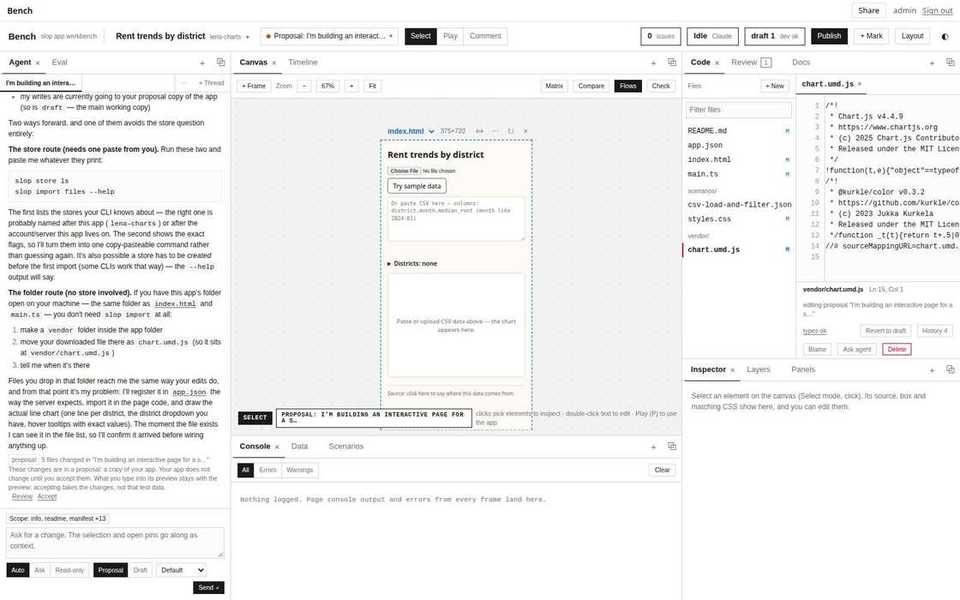 Bench
Share admin Sign out
Bench slop app workbench Rent trends by district lens-charts Proposal: I'm building an interact... Select Play Comment 0 issues Idle Claude draft 1 dev ok Publish + Mark Layout
Agent × Eval
Canvas × Timeline
Code × Review 1 Docs
I'm building an intera... ... + Thread
+ Frame Zoom − 67% + Fit Matrix Compare Flows Check
Files + New chart.umd.js ×
my writes are currently going to your proposal copy of the app
(so is draft — the main working copy)
Two ways forward, and one of them avoids the store question
entirely:
The store route (needs one paste from you). Run these two and
paste me whatever they print:
slop store ls
slop import files --help
The first lists the stores your CLI knows about — the right one is
probably named after this app ( lens-charts ) or after the
account/server this app lives on. The second shows the exact
flags, so I'll turn them into one copy-pasteable command rather
than guessing again. It's also possible a store has to be created
before the first import (some CLIs work that way) — the --help
output will say.
The folder route (no store involved). If you have this app's folder
open on your machine — the same folder as index.html and
main.ts — you don't need slop import at all:
1. make a vendor folder inside the app folder
2. move your downloaded file there as chart.umd.js (so it sits
at vendor/chart.umd.js )
3. tell me when it's there
Files you drop in that folder reach me the same way your edits do,
and from that point it's my problem: I'll register it in app.json the
way the server expects, import it in the page code, and draw the
actual line chart (one line per district, the district dropdown you
have, hover tooltips with exact values). The moment the file exists
I can see it in the file list, so I'll confirm it arrived before wiring
anything up.
proposal 5 files changed in "I'm building an interactive page for a s..."
These changes are in a proposal: a copy of your app. Your app does not
change until you accept them. What you type into its preview stays with the
preview: accepting takes the changes, not that test data.
Review Accept
Scope: info, readme, manifest +13
Ask for a change. The selection and open pins go along as
context.
Auto Ask Read-only Proposal Draft Default
Send
index.html 375×720 ×
Rent trends by district
Choose File No file chosen
Try sample data
Or paste CSV here — columns:
district,month,median_rent (month like
2024-01)
Districts: none
Paste or upload CSV data above — the chart
appears here.
Source: click here to say where this data comes from.
SELECT PROPOSAL: I'M BUILDING AN INTERACTIVE PAGE FOR
A S…
clicks pick elements to inspect · double-click text to edit · Play (P) to use
the app
Console × Data Scenarios
All Errors Warnings Clear
Nothing logged. Page console output and errors from every frame land here.
Filter files
README.md M
app.json
index.html M
main.ts M
scenarios/
csv-load-and-filter.json
styles.css M
vendor/
chart.umd.js M
1 /*!
2 * Chart.js v4.4.9
3 * https://www.chartjs.org
4 * (c) 2025 Chart.js Contributo
5 * Released under the MIT Licen
6 */
7 !function(t,e){"object"==typeof
8 /*!
9 * @kurkle/color v0.3.2
10 * https://github.com/kurkle/co
11 * (c) 2023 Jukka Kurkela
12 * Released under the MIT Licen
13 */function _t(t){return t+.5|0
14 //# sourceMappingURL=chart.umd.
15
vendor/chart.umd.js Ln 15, Col 1
editing proposal "I'm building an interactive page for a
s..."
types ok Revert to draft History 4
Blame Ask agent Delete
Inspector × Layers Panels
Select an element on the canvas (Select mode, click). Its source, box and
matching CSS show here, and you can edit them.